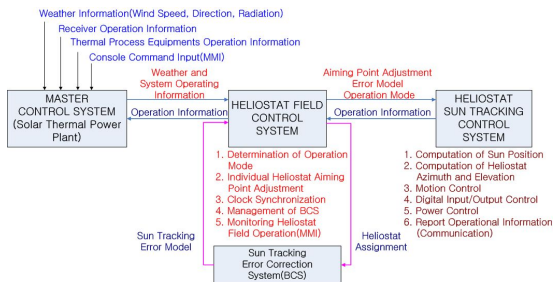 Weather Information(Wind Speed, Direction, Radiation)
Receiver Operation Information
Thermal Process Equipments Operation Information
Console Command Input(MMI)
MASTER
CONTROL SYSTEM
(Solar Thermal Power
Plant)
Weather and
System Operating
Information
Operation Information
HELIOSTAT FIELD
CONTROL
SYSTEM
Aiming Point Adjustment
Error Model
Operation Mode
Operation Information
HELIOSTAT
SUN TRACKING
CONTROL
SYSTEM
1. Determination of Operation
Mode
2. Individual Heliostat Aiming
Point Adjustment
3. Clock Synchronization
4. Management of BCS
5. Monitoring Heliostat
Field Operation(MMI)
1. Computation of Sun Position
2. Computation of Heliostat
Azimuth and Elevation
3. Motion Control
4. Digital Input/Output Control
5. Power Control
6. Report Operational Information
(Communication)
Sun Tracking
Error Model
Heliostat
Assignment
Sun Tracking
Error Correction
System(BCS)